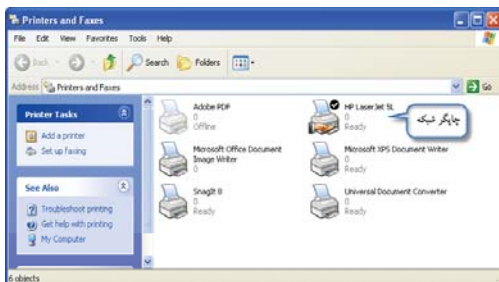 Printers and Faxes
File Edit View Favorites Tools Help
Back Search Folders
Address Printers and Faxes Go
Printer Tasks
Add a printer
Set up faxing
See Also
Troubleshoot printing
Get help with printing
My Computer
Adobe PDF
0
Offline
HP LaserJet 5L
0
Ready
چاپگر شبکه
Microsoft Office Document
Image Writer
0
Microsoft XPS Document Writer
0
Ready
SnagIt 8
0
Ready
Universal Document Converter
0
Ready
6 objects